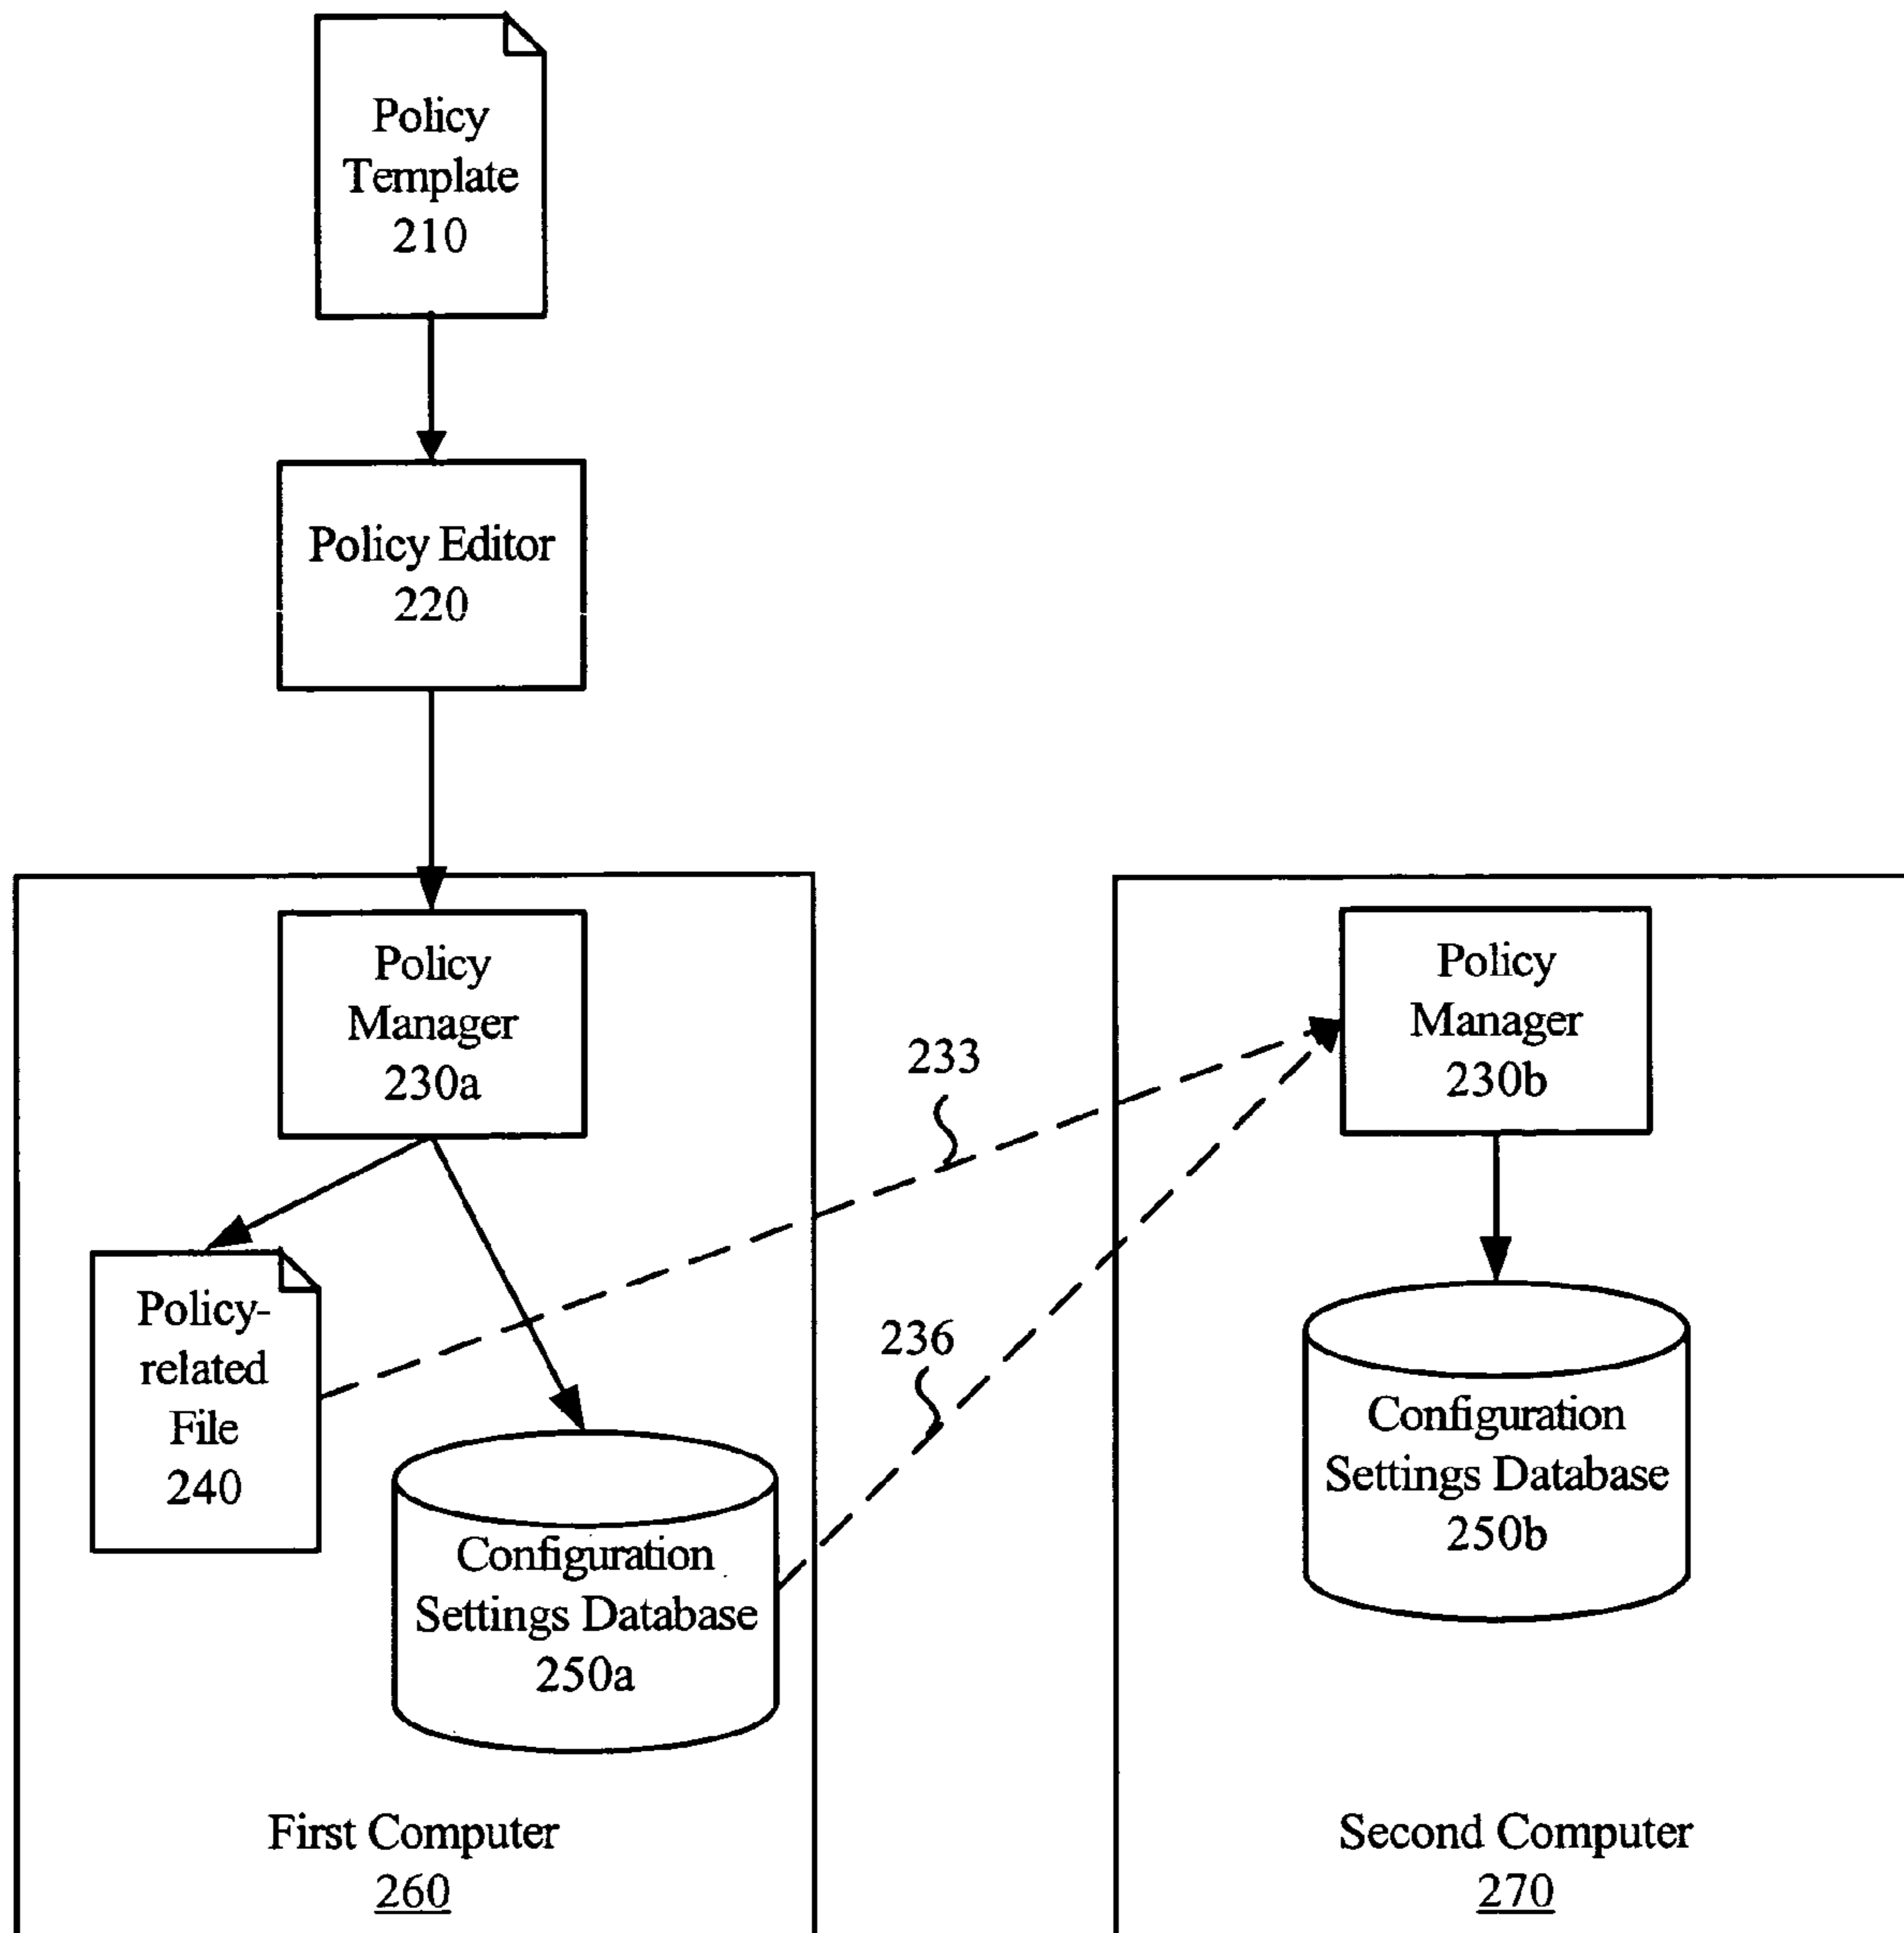 Policy
Template
210
Policy Editor
220
Policy
Manager
230a
Policy
Manager
230b
233
Policy-
related
File
240
236
Configuration
Settings Database
250a
Configuration
Settings Database
250b
First Computer
260
Second Computer
270